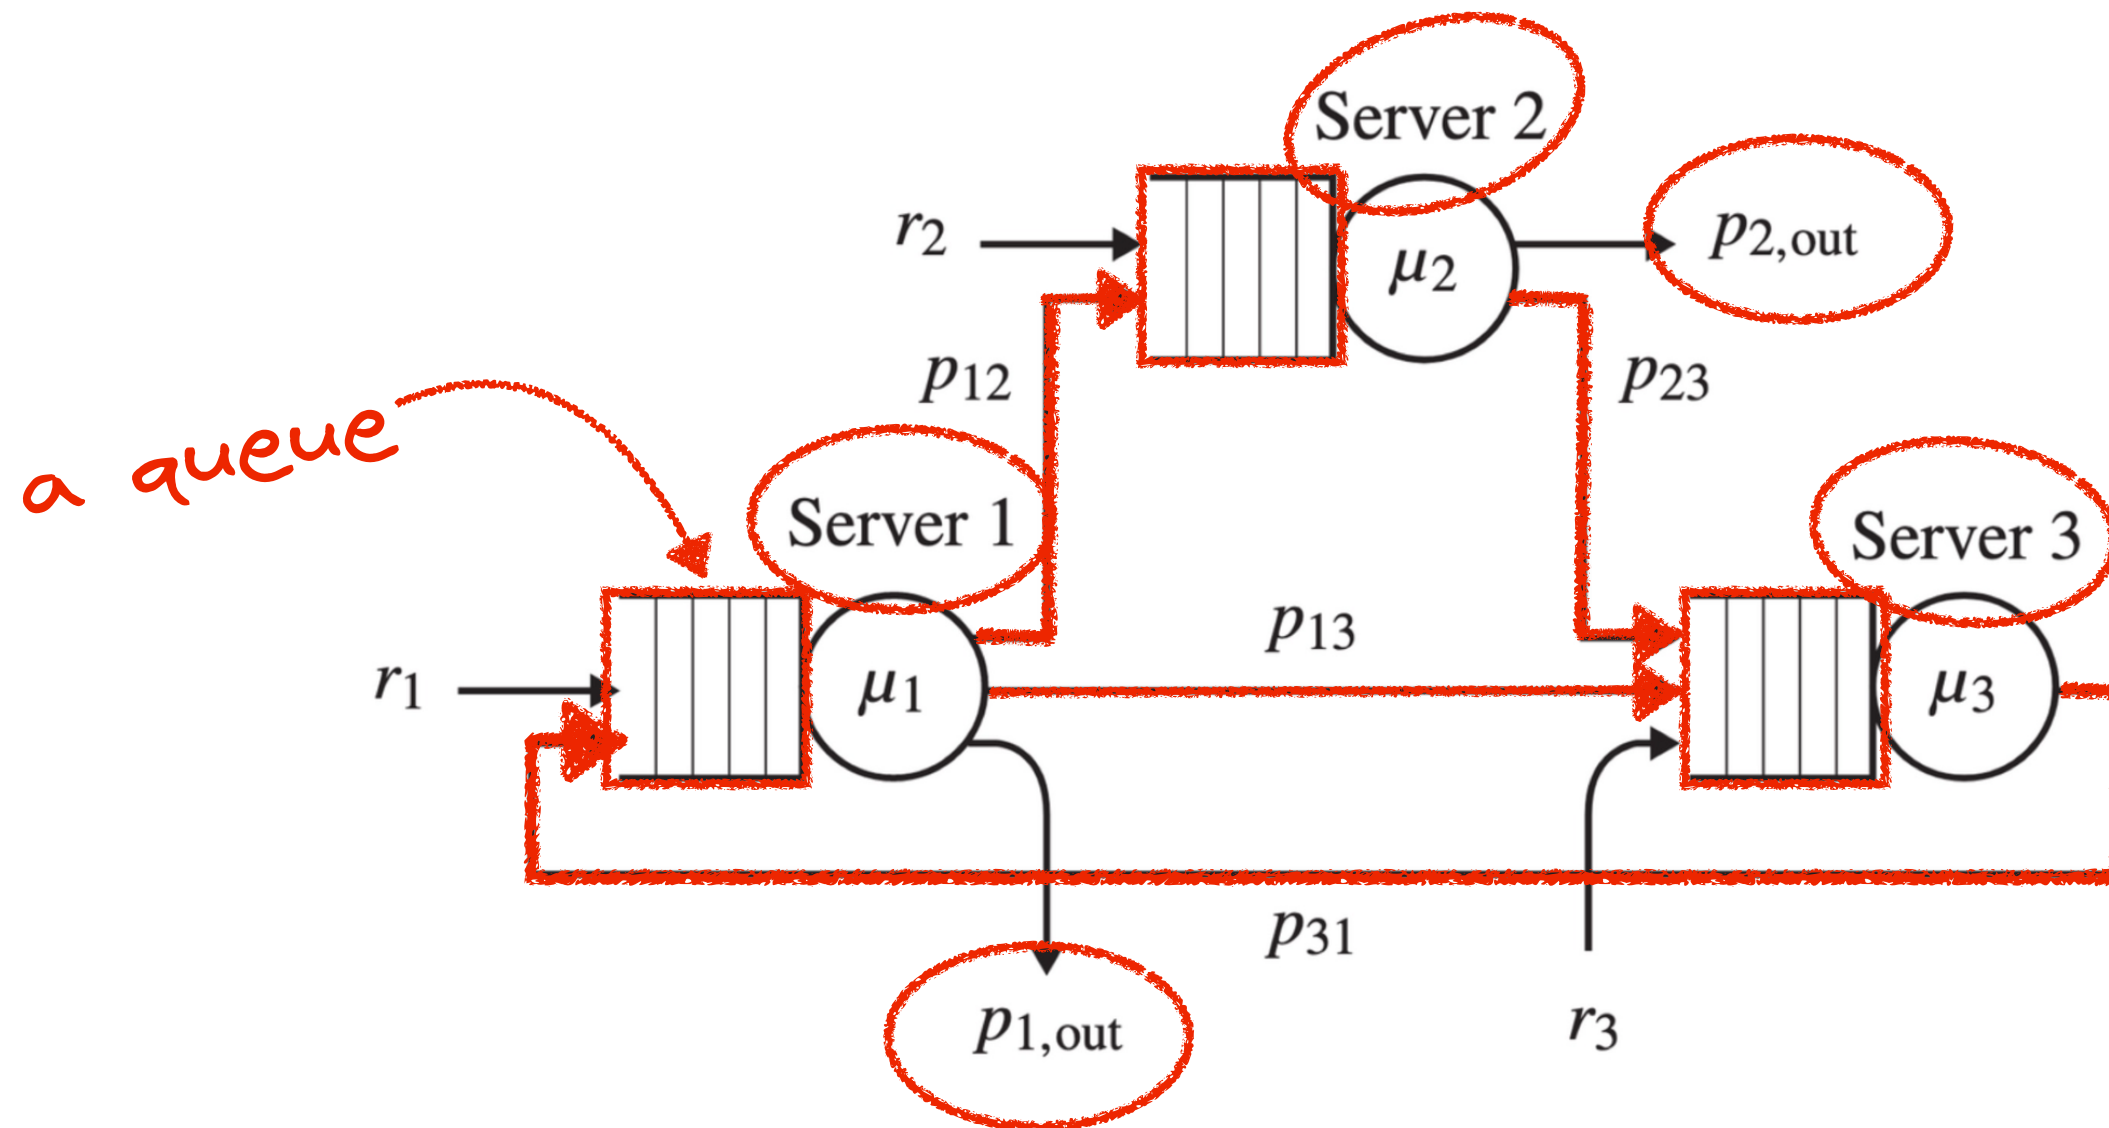 Server 2
r2
μ2
p2,out
p12
p23
a queue
Server 1
Server 3
p13
r1
μ1
μ3
p31
p1,out
r3